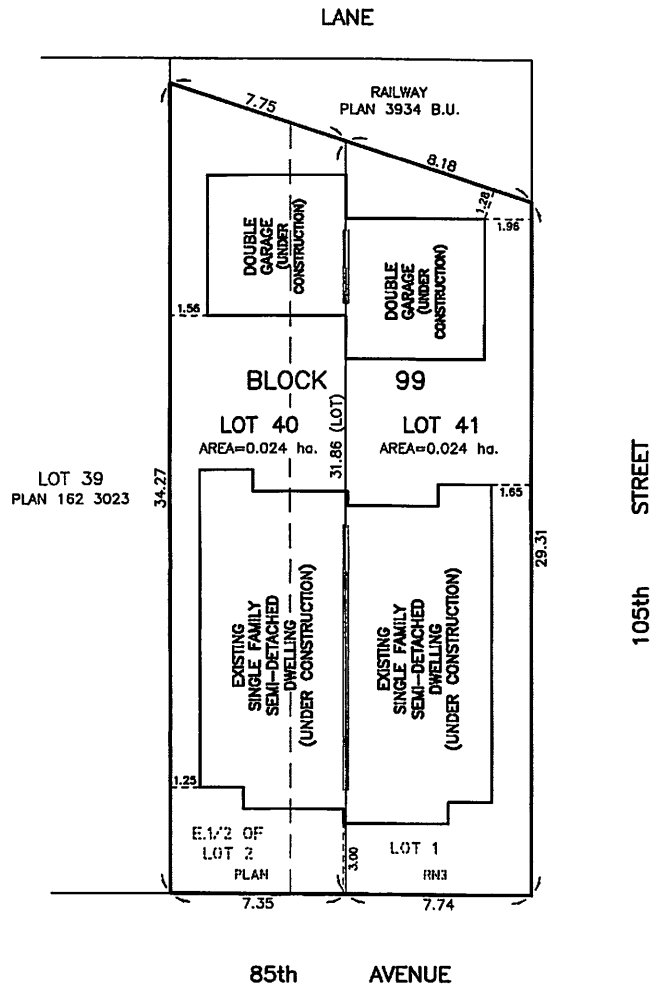 LANE
RAILWAY
PLAN 3934 B.U.
7.75
8.18
1.28
1.96
DOUBLE
GARAGE
(UNDER
CONSTRUCTION)
DOUBLE
GARAGE
(UNDER
CONSTRUCTION)
1.56
BLOCK 99
LOT 40
AREA=0.024 ha.
31.86 (LOT)
LOT 41
AREA=0.024 ha.
LOT 39
PLAN 162 3023
34.27
1.65
29.31
105th STREET
EXISTING
SINGLE FAMILY
SEMI-DETACHED
DWELLING
(UNDER CONSTRUCTION)
EXISTING
SINGLE FAMILY
SEMI-DETACHED
DWELLING
(UNDER CONSTRUCTION)
1.25
E.1/2 OF
LOT 2
LOT 1
3.00
PLAN RN3
7.35
7.74
85th AVENUE